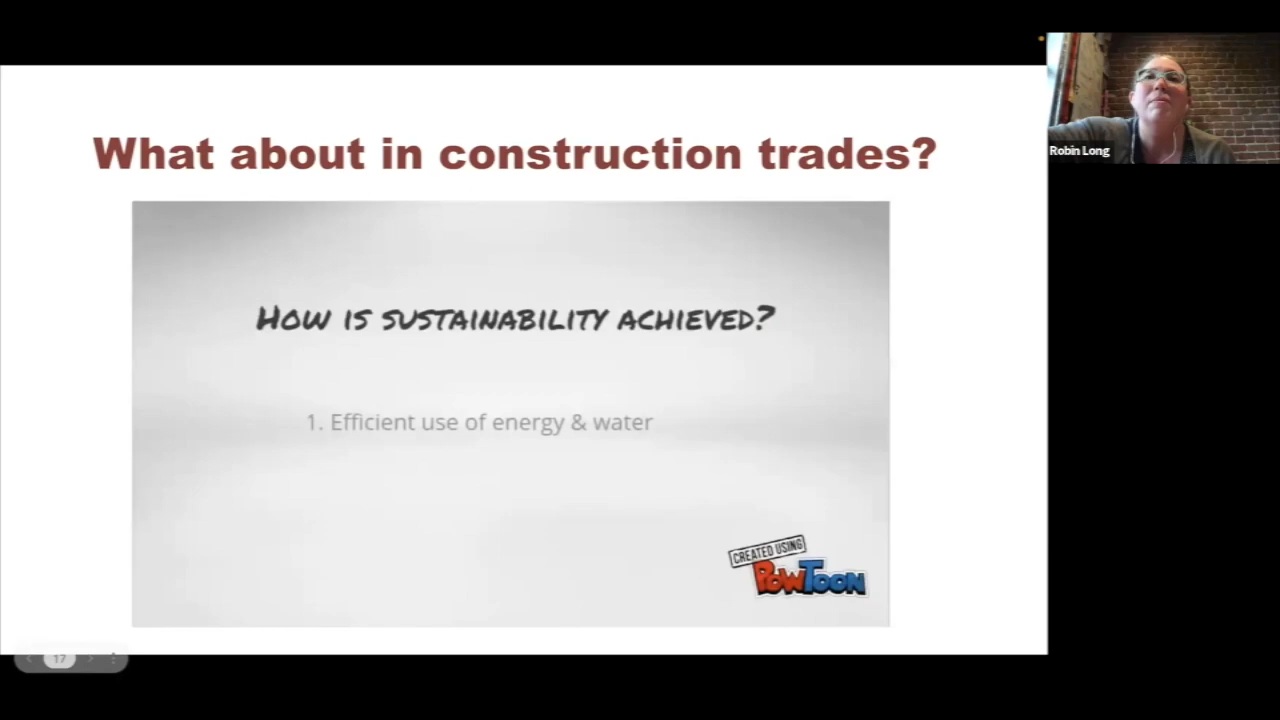 What about in construction trades?
HOW IS SUSTAINABILITY ACHIEVED?
1. Efficient use of energy & water
CREATED USING
POWTOON
Robin Long
17